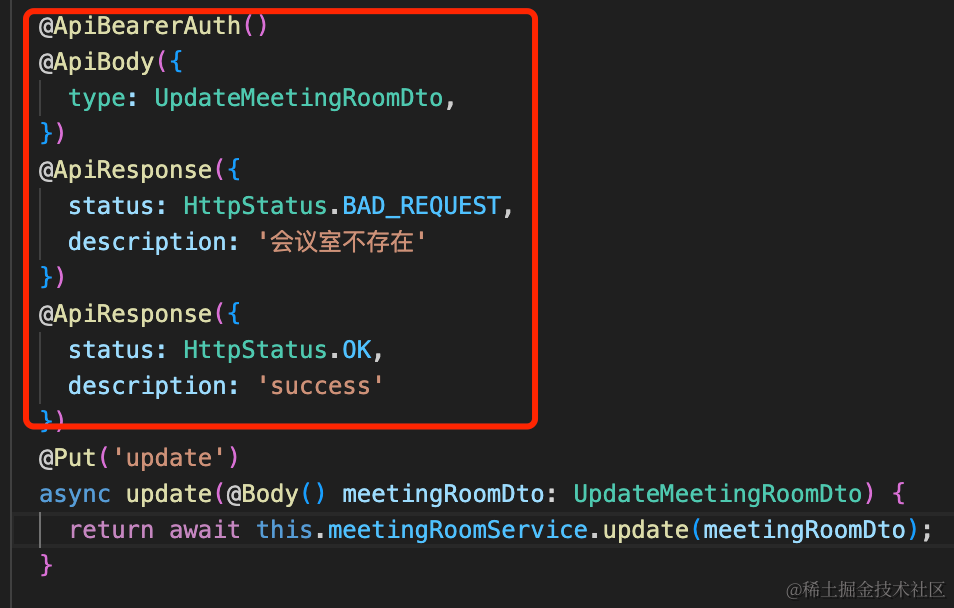 @ApiBearerAuth()
@ApiBody({
  type: UpdateMeetingRoomDto,
})
@ApiResponse({
  status: HttpStatus.BAD_REQUEST,
  description: '会议室不存在'
})
@ApiResponse({
  status: HttpStatus.OK,
  description: 'success'
})
@Put('update')
async update(@Body() meetingRoomDto: UpdateMeetingRoomDto) {
  return await this.meetingRoomService.update(meetingRoomDto);
}
@稀土掘金技术社区